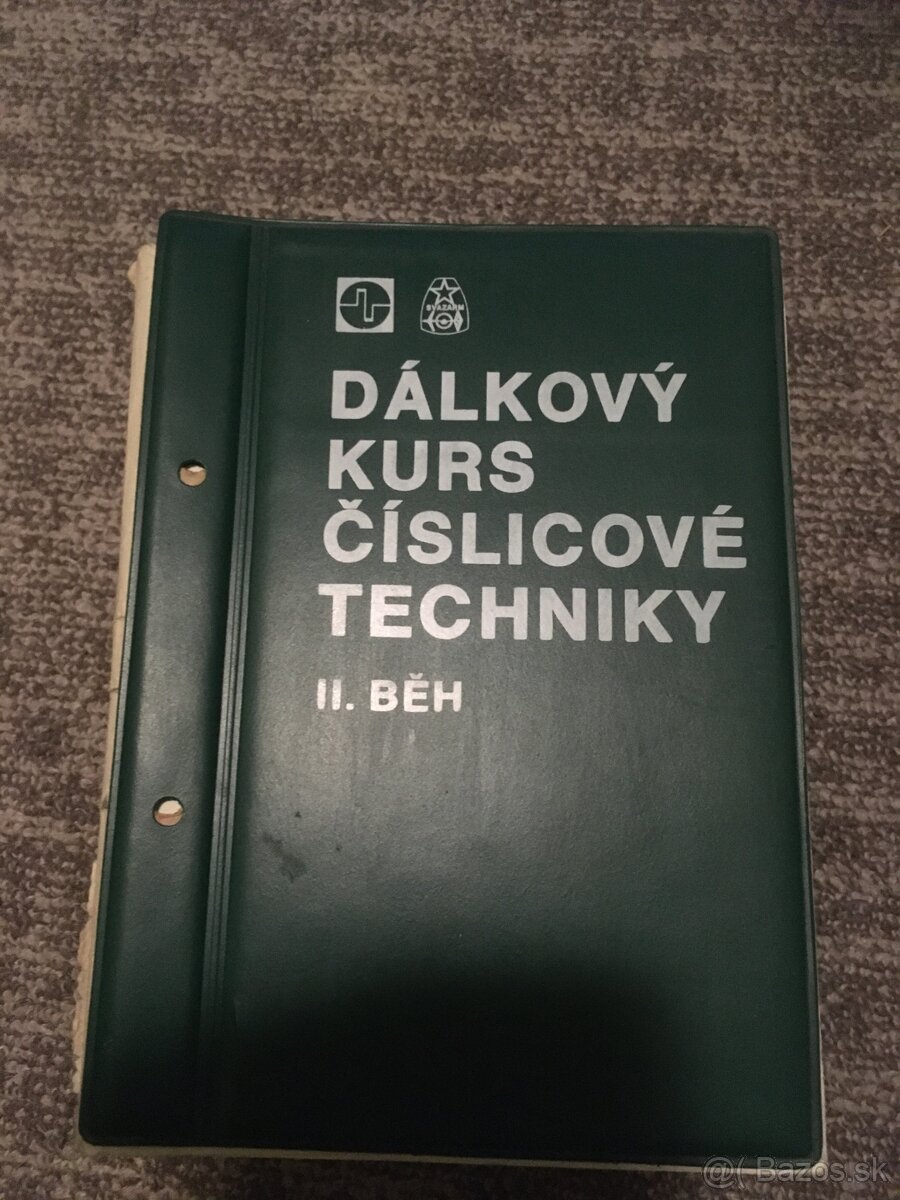 SVAZARM
DÁLKOVÝ
KURS
ČÍSLICOVÉ
TECHNIKY
II. BĚH
@( Bazos.sk